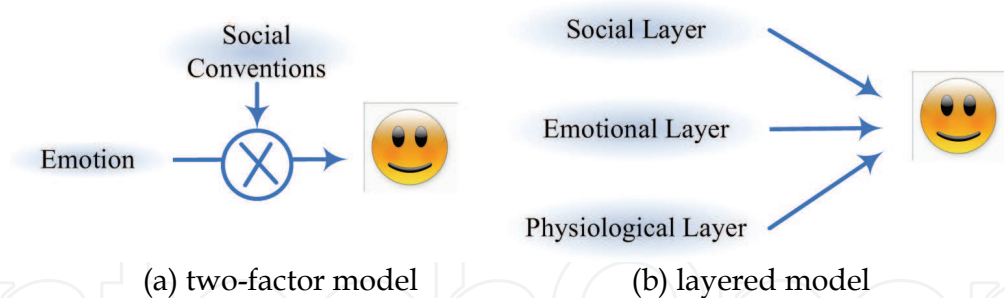 Social
Conventions
Emotion
(a) two-factor model
Social Layer
Emotional Layer
Physiological Layer
(b) layered model